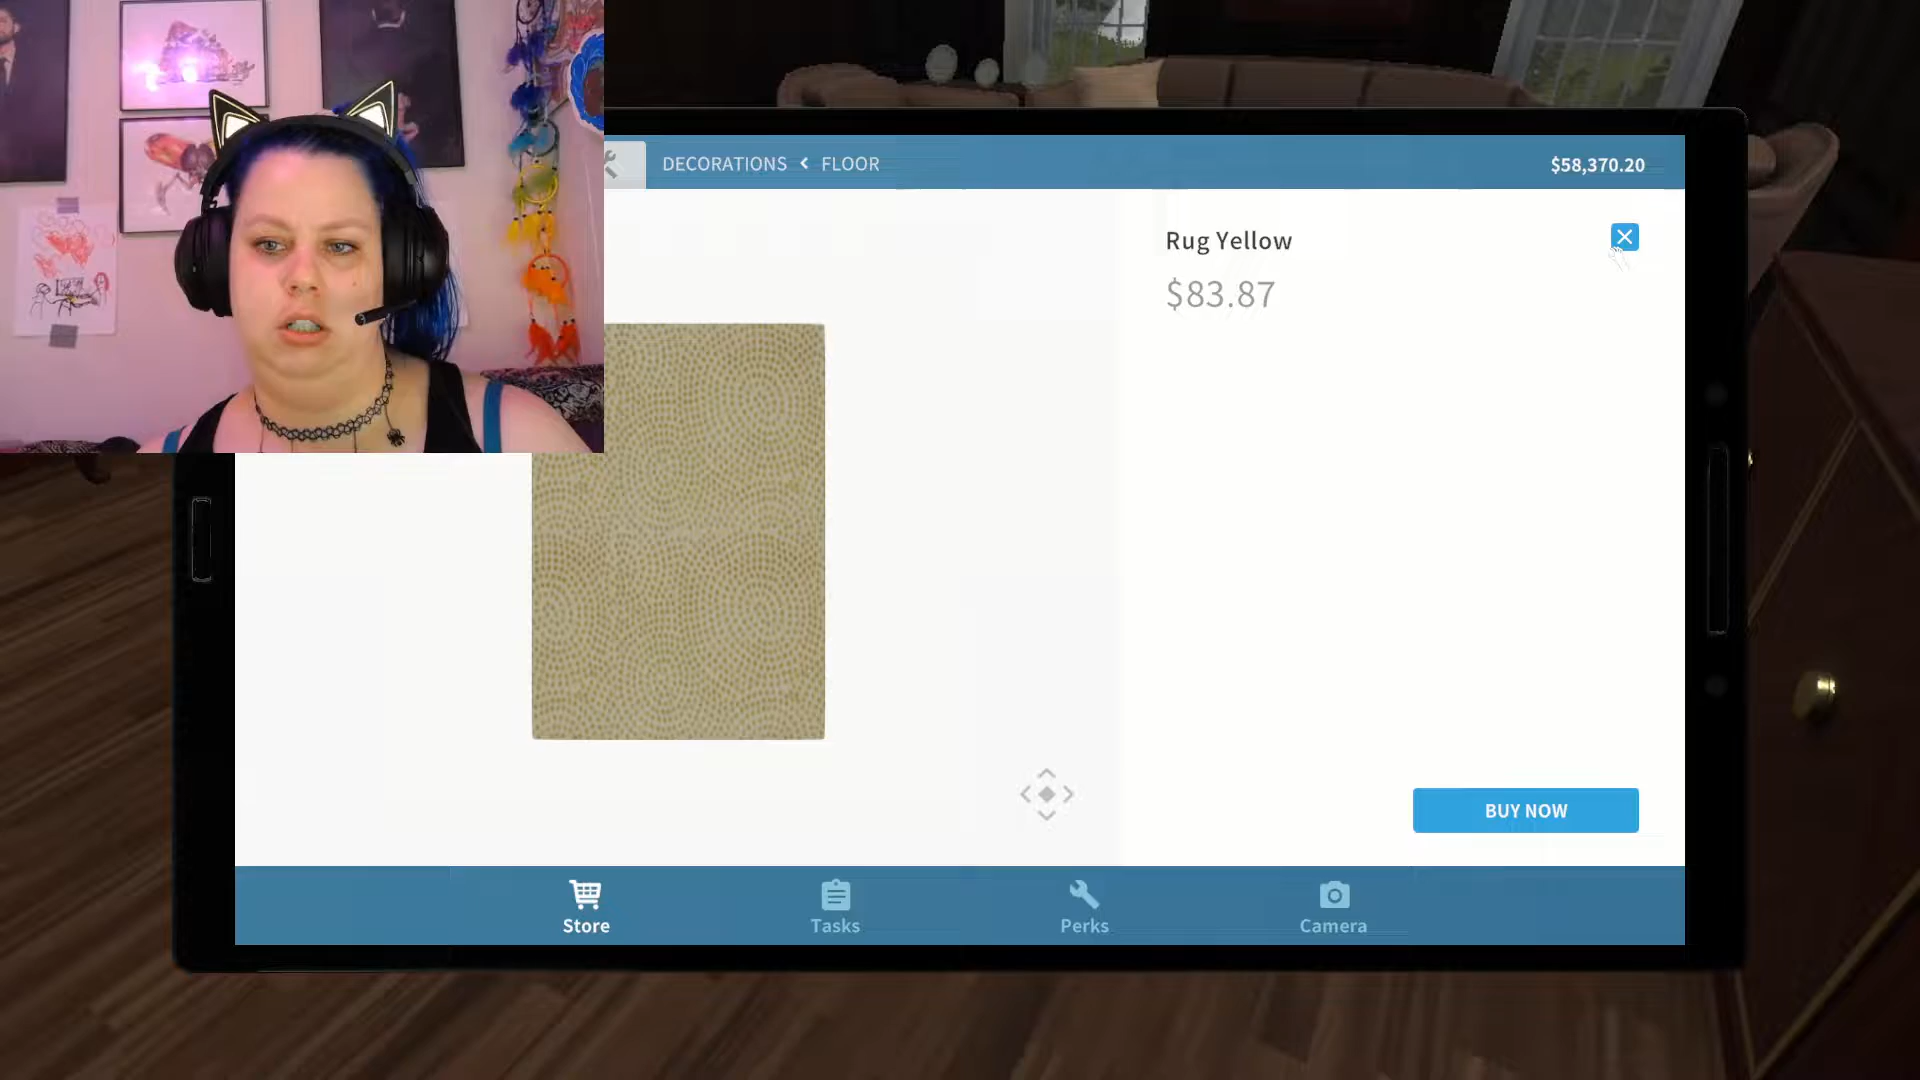 DECORATIONS < FLOOR
$58,370.20
Rug Yellow
$83.87
BUY NOW
Store
Tasks
Perks
Camera